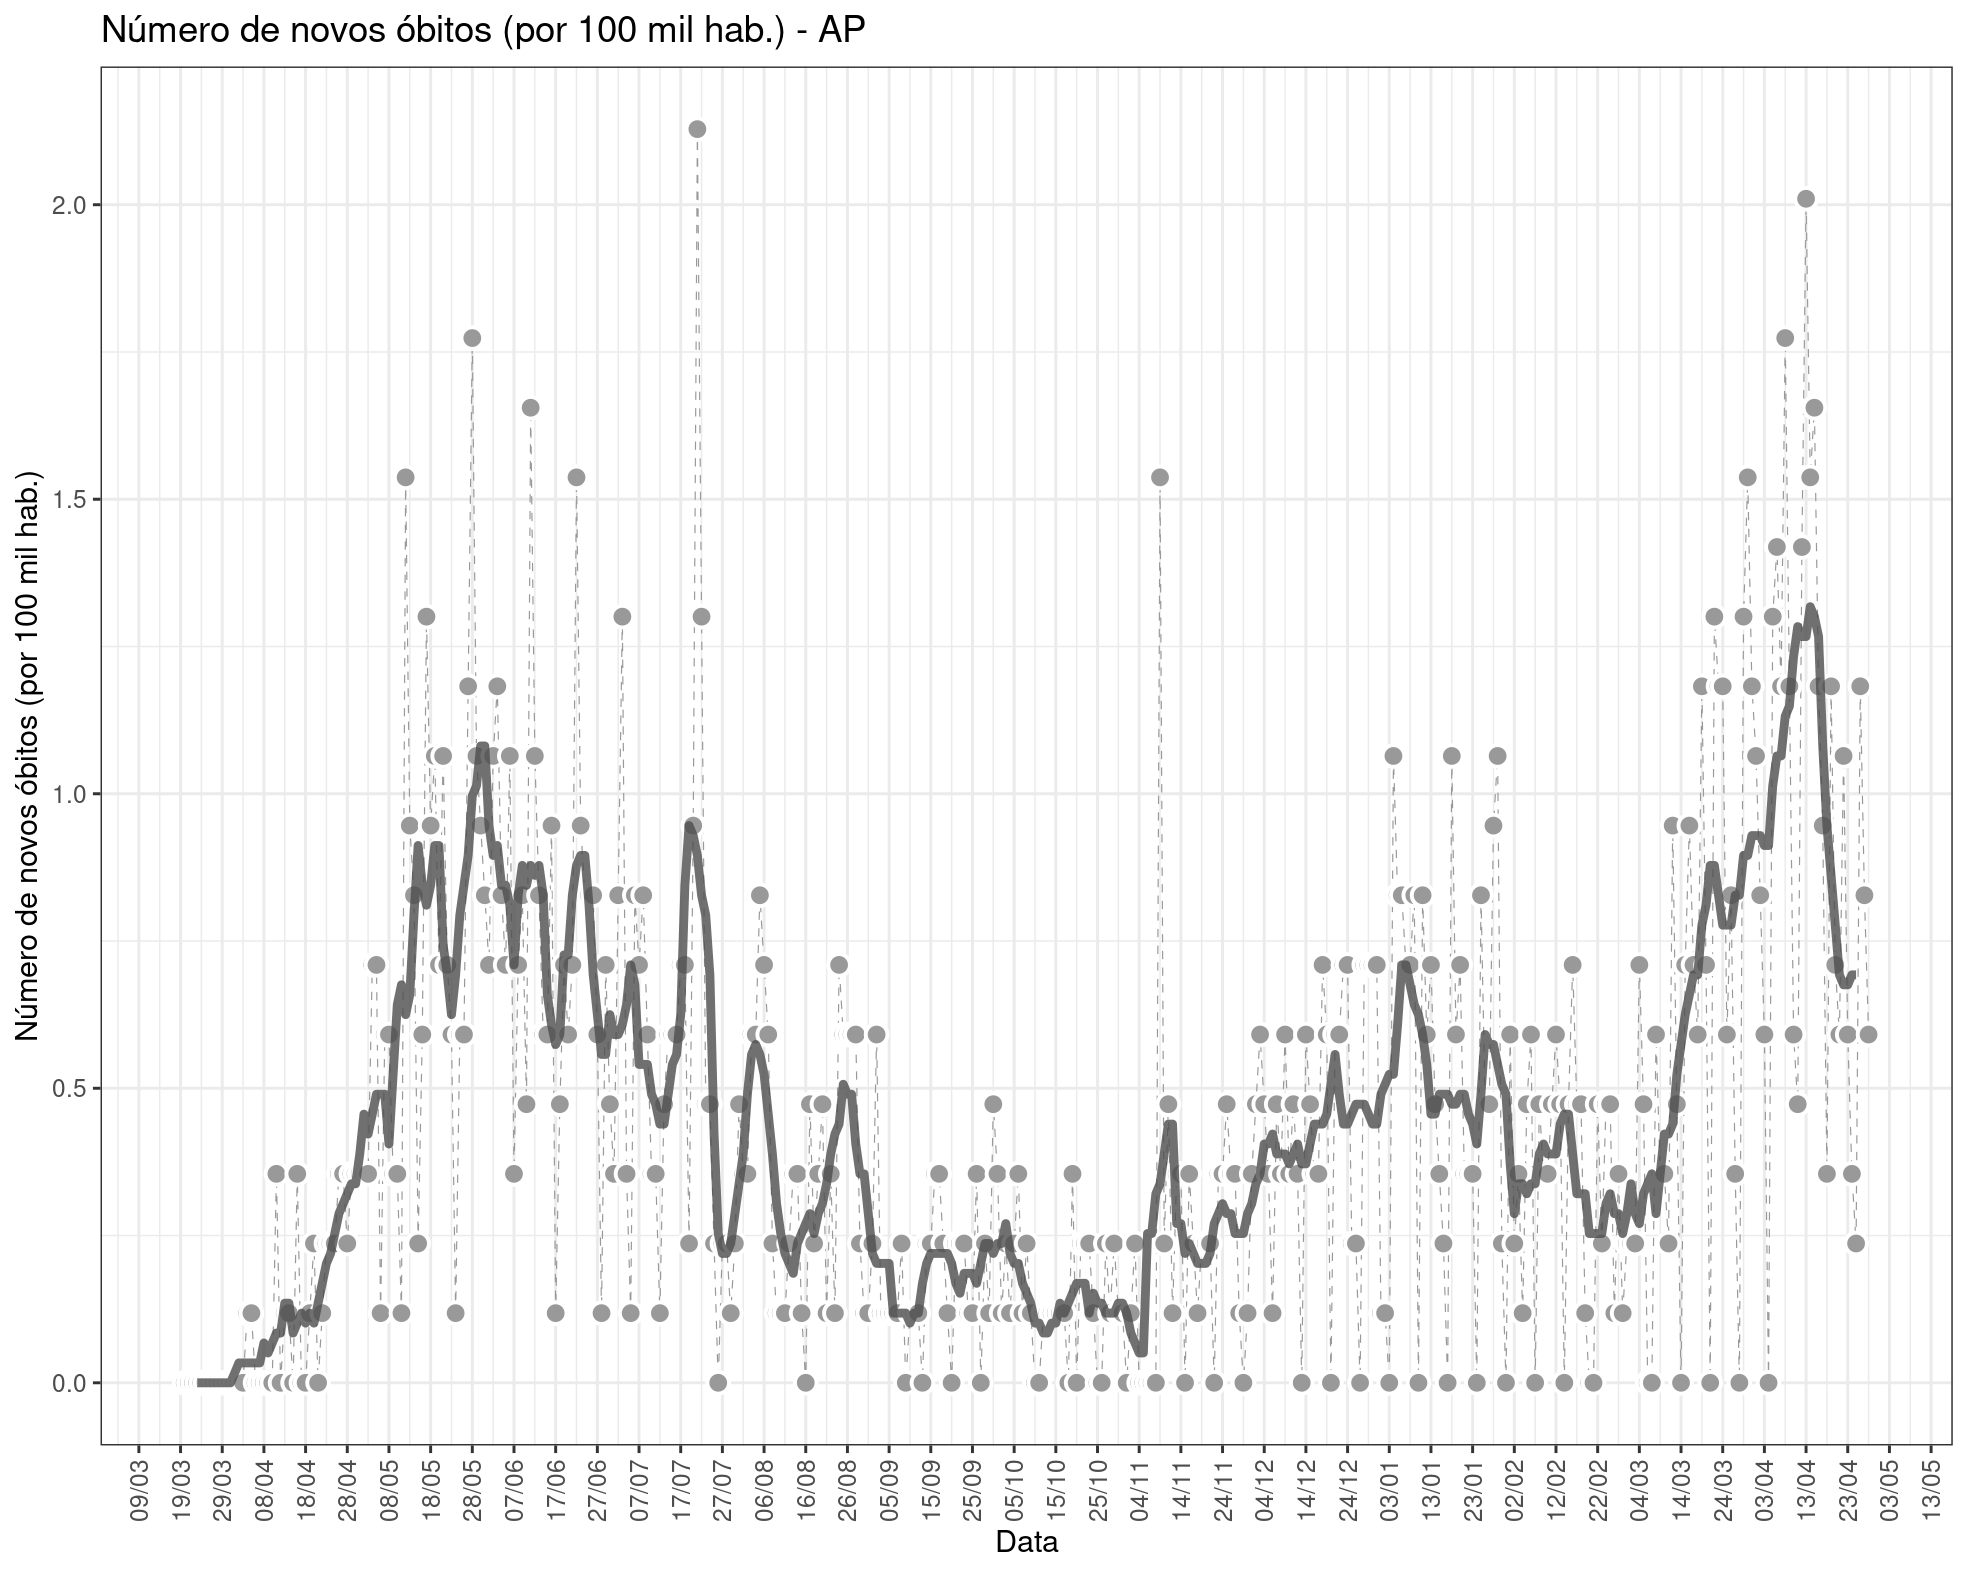 Número de novos óbitos (por 100 mil hab.) - AP
Número de novos óbitos (por 100 mil hab.)
2.0
1.5
1.0
0.5
0.0
09/03 19/03 29/03 08/04 18/04 28/04 08/05 18/05 28/05 07/06 17/06 27/06 07/07 17/07 27/07 06/08 16/08 26/08 05/09 15/09 25/09 05/10 15/10 25/10 04/11 14/11 24/11 04/12 14/12 24/12 03/01 13/01 23/01 02/02 12/02 22/02 04/03 14/03 24/03 03/04 13/04 23/04 03/05 13/05
Data